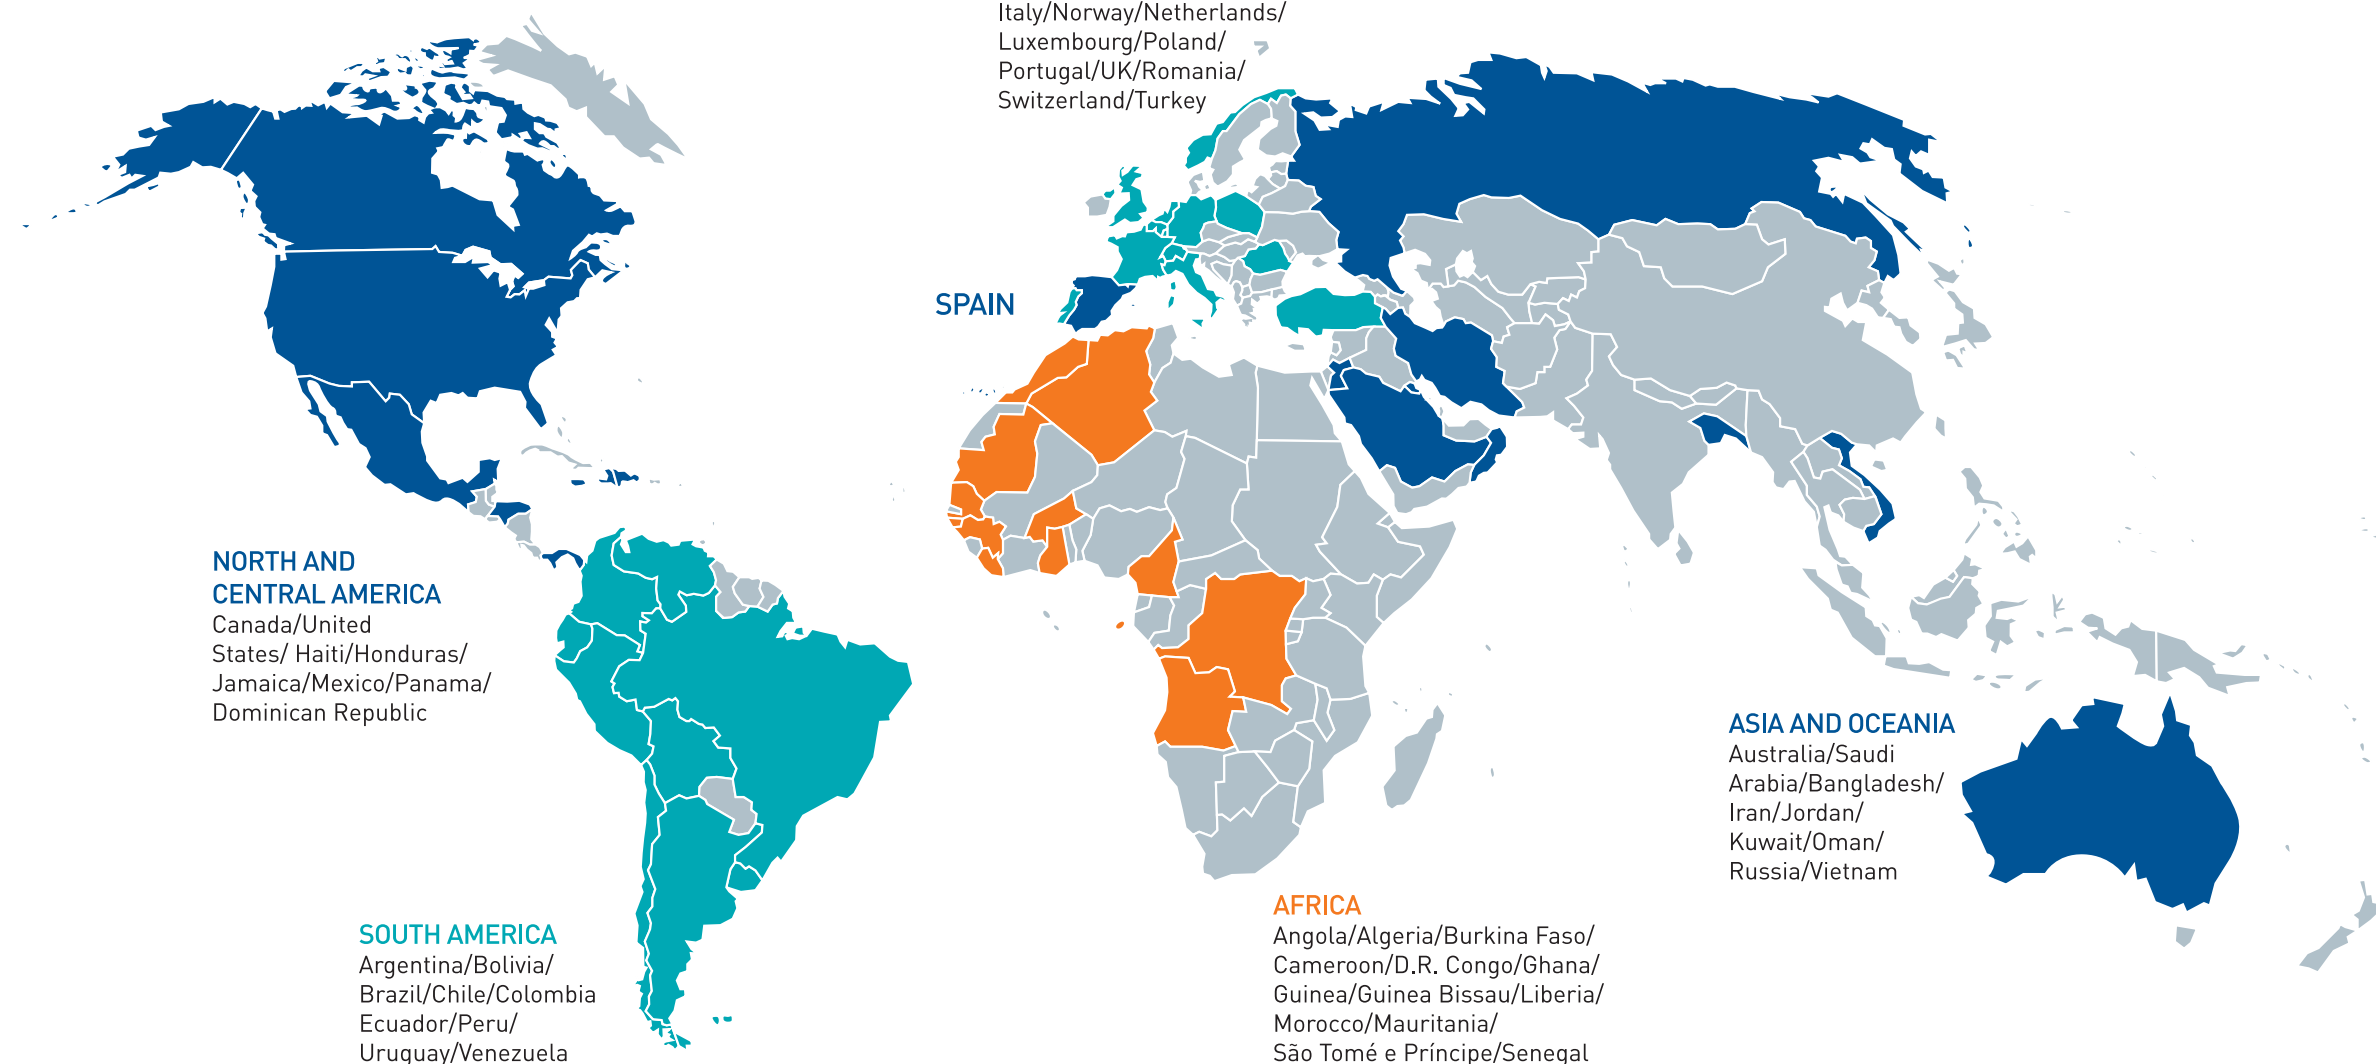 Italy/Norway/Netherlands/
Luxembourg/Poland/
Portugal/UK/Romania/
Switzerland/Turkey
SPAIN
NORTH AND
CENTRAL AMERICA
Canada/United
States/ Haiti/Honduras/
Jamaica/Mexico/Panama/
Dominican Republic
SOUTH AMERICA
Argentina/Bolivia/
Brazil/Chile/Colombia
Ecuador/Peru/
Uruguay/Venezuela
AFRICA
Angola/Algeria/Burkina Faso/
Cameroon/D.R. Congo/Ghana/
Guinea/Guinea Bissau/Liberia/
Morocco/Mauritania/
São Tomé e Príncipe/Senegal
ASIA AND OCEANIA
Australia/Saudi
Arabia/Bangladesh/
Iran/Jordan/
Kuwait/Oman/
Russia/Vietnam